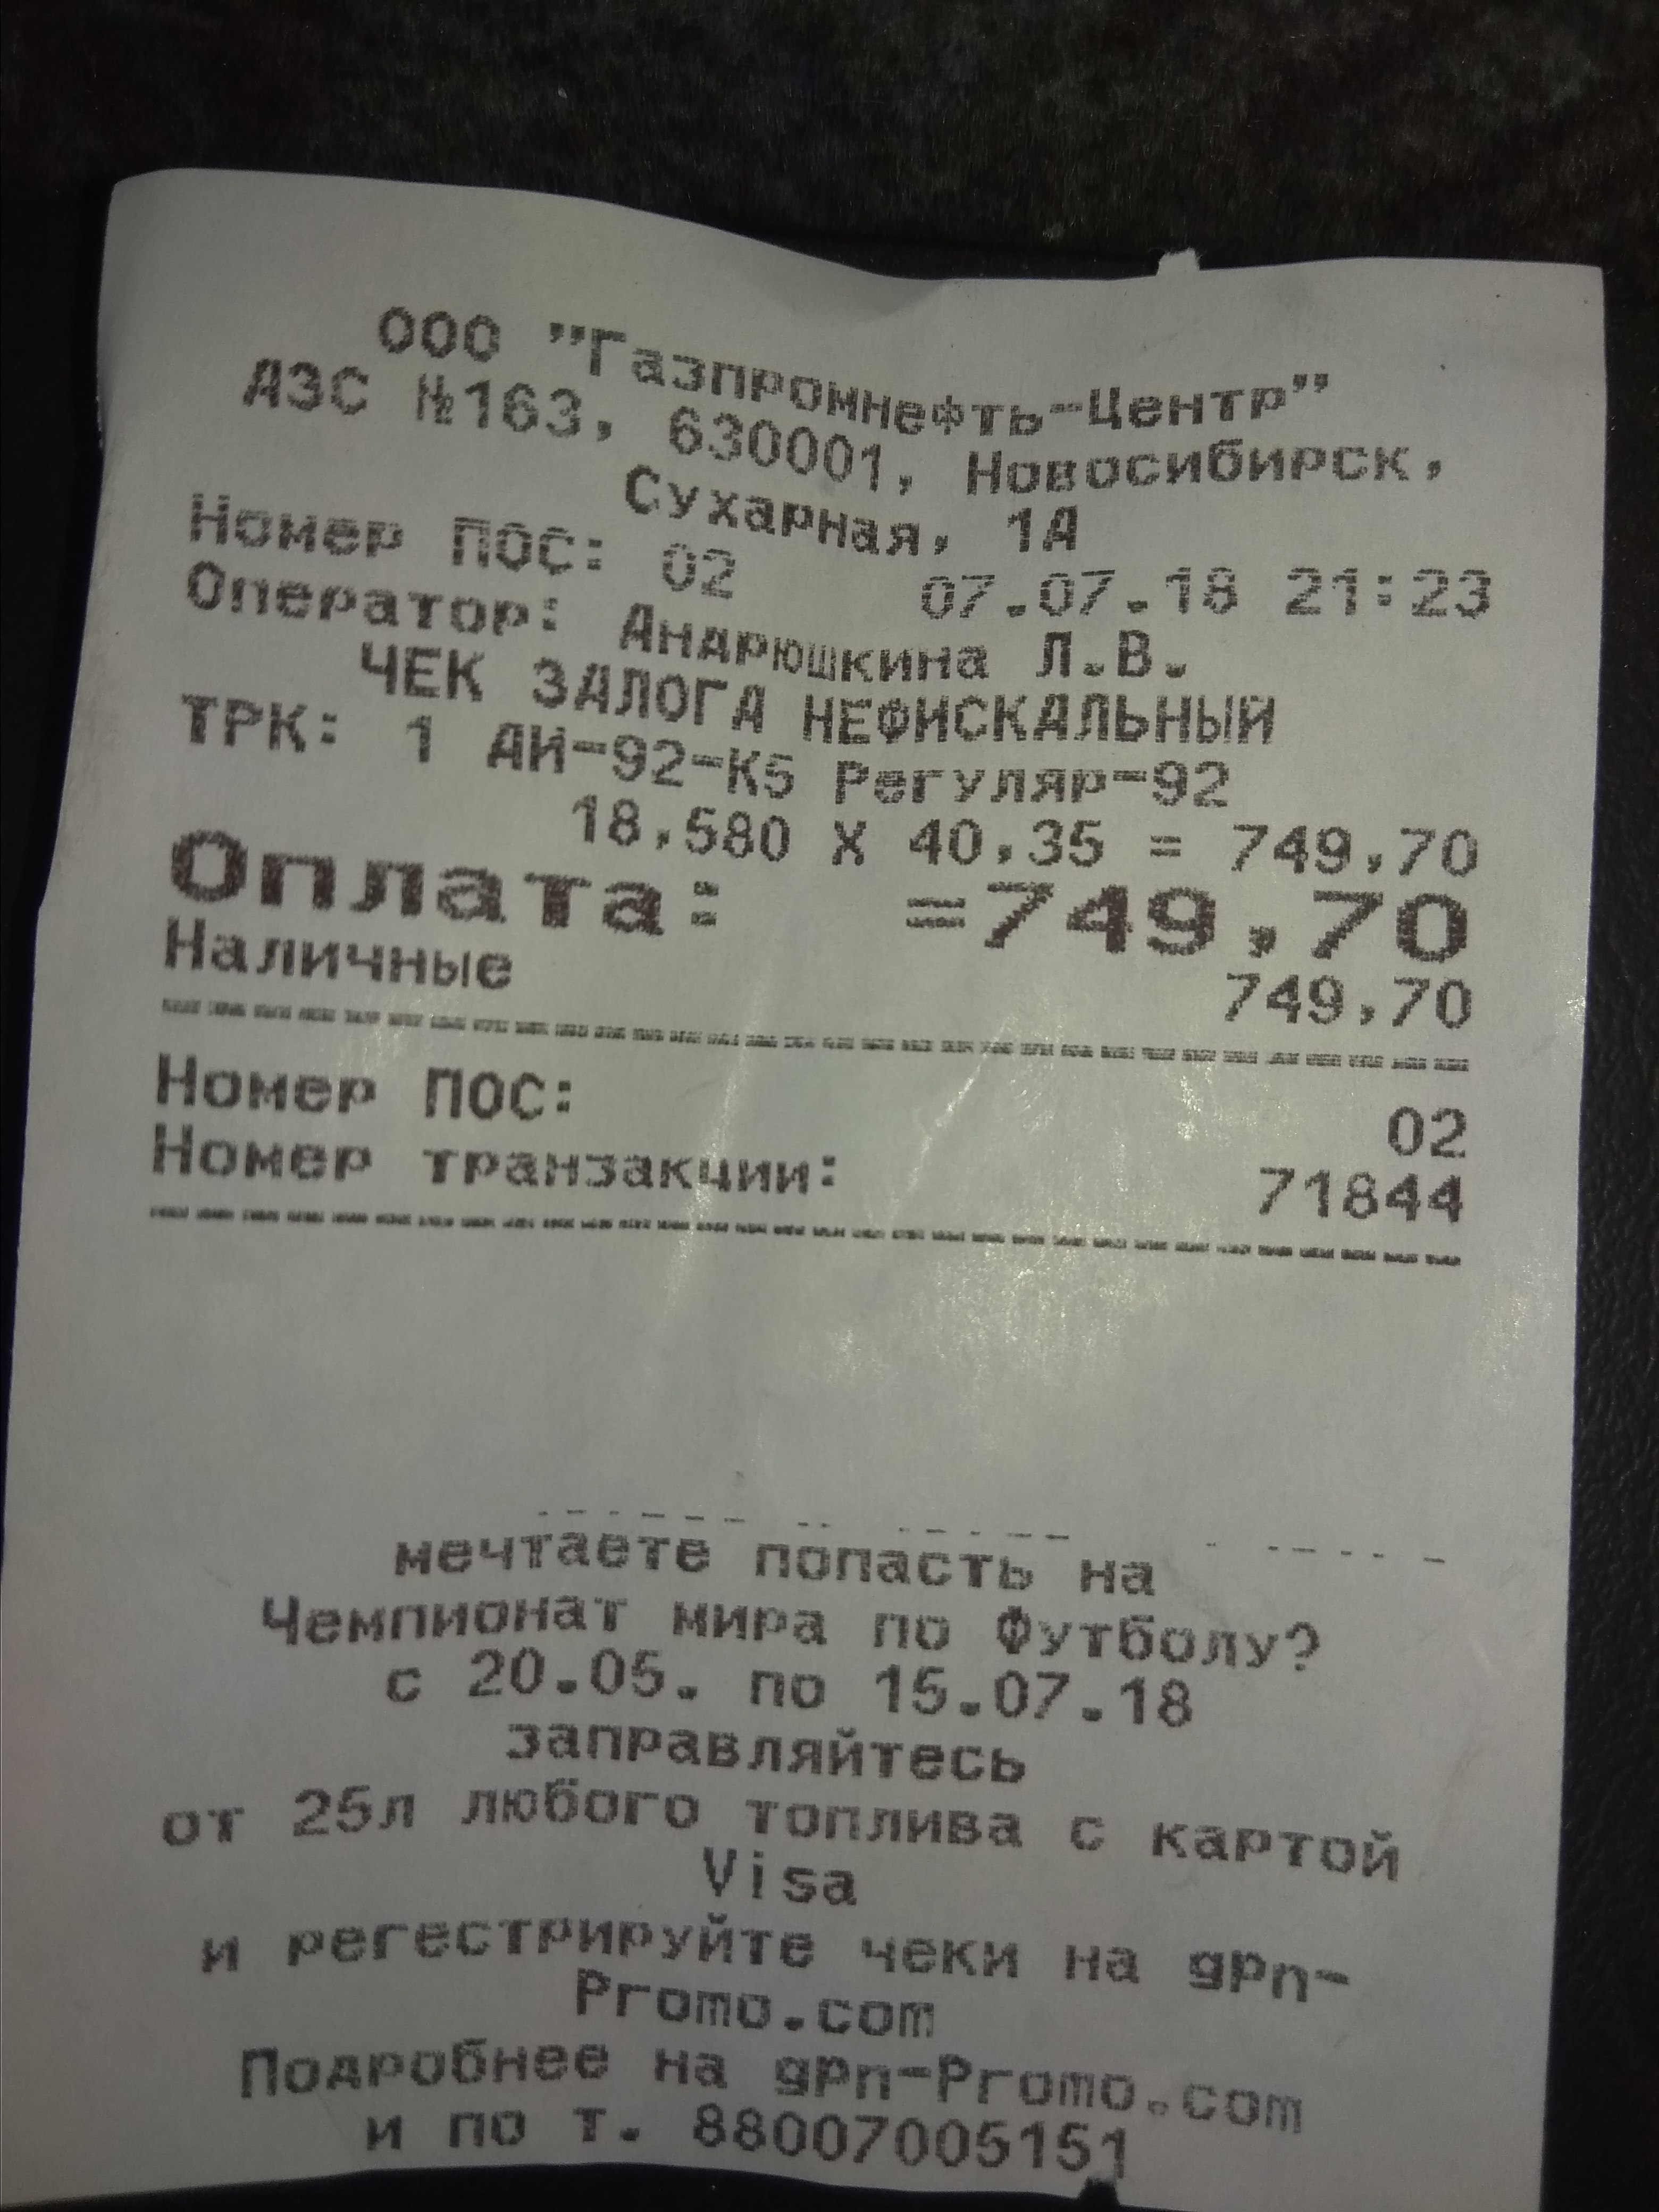 ООО "Газпромнефть-Центр"
АЗС №163, 630001, Новосибирск,
Сухарная, 1А
Номер ПОС: 02 07.07.18 21:23
Оператор: Андрюшкина Л.В.
ЧЕК ЗАЛОГА НЕФИСКАЛЬНЫЙ
ТРК: 1 АИ-92-К5 Регуляр-92
18,580 X 40,35 = 749,70
Оплата: =749,70
Наличные 749,70
Номер ПОС: 02
Номер транзакции: 71844
мечтаете попасть на
Чемпионат мира по Футболу?
с 20.05. по 15.07.18
заправляйтесь
от 25л любого топлива с картой
Visa
и регестрируйте чеки на gpn-
Promo.com
Подробнее на gpn-Promo.com
и по т. 88007005151